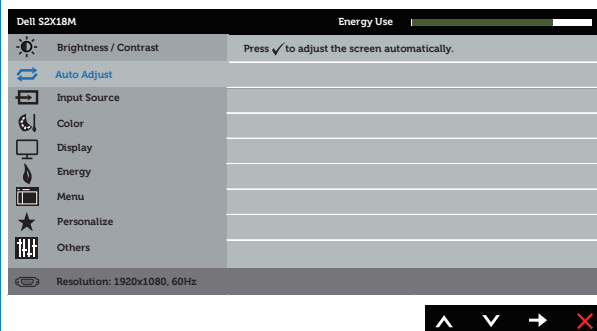 Dell S2X18M Energy Use
Brightness / Contrast
Press ✓ to adjust the screen automatically.
Auto Adjust
Input Source
Color
Display
Energy
Menu
Personalize
Others
Resolution: 1920x1080, 60Hz